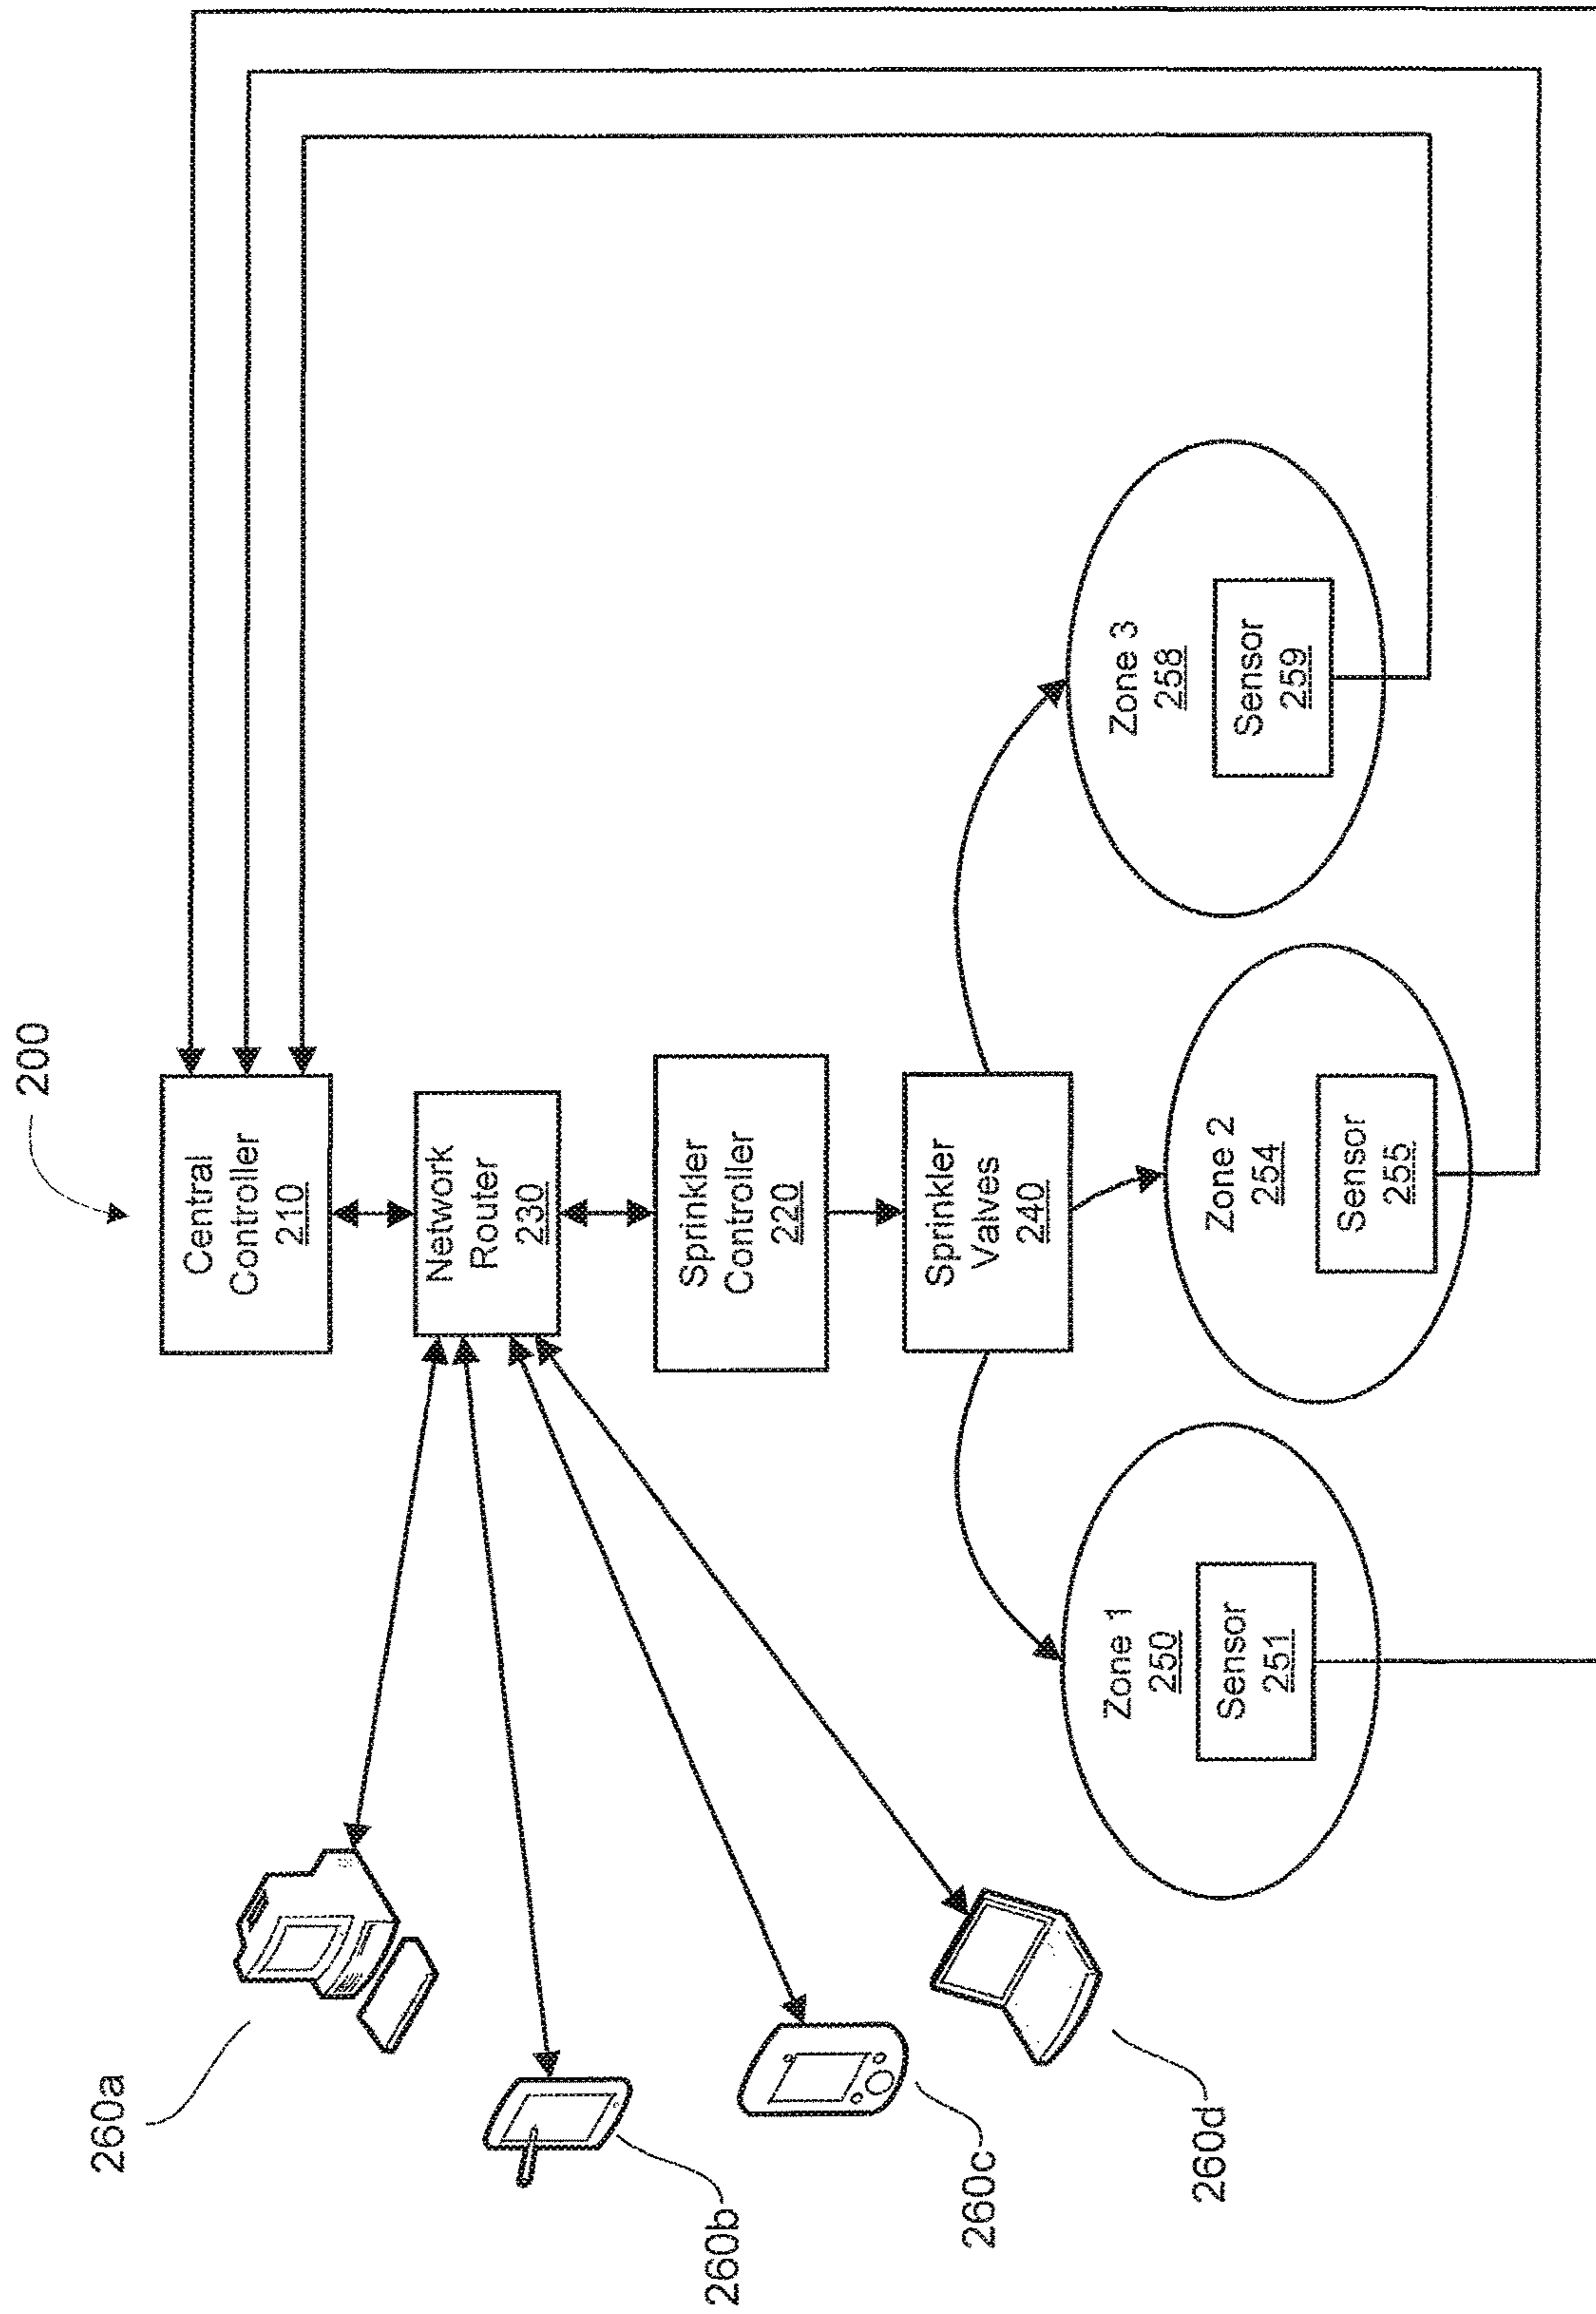 200
Central
Controller
210
Network
Router
230
Sprinkler
Controller
220
Sprinkler
Valves
240
260a
260b
260c
260d
Zone 1
250
Sensor
251
Zone 2
254
Sensor
255
Zone 3
258
Sensor
259